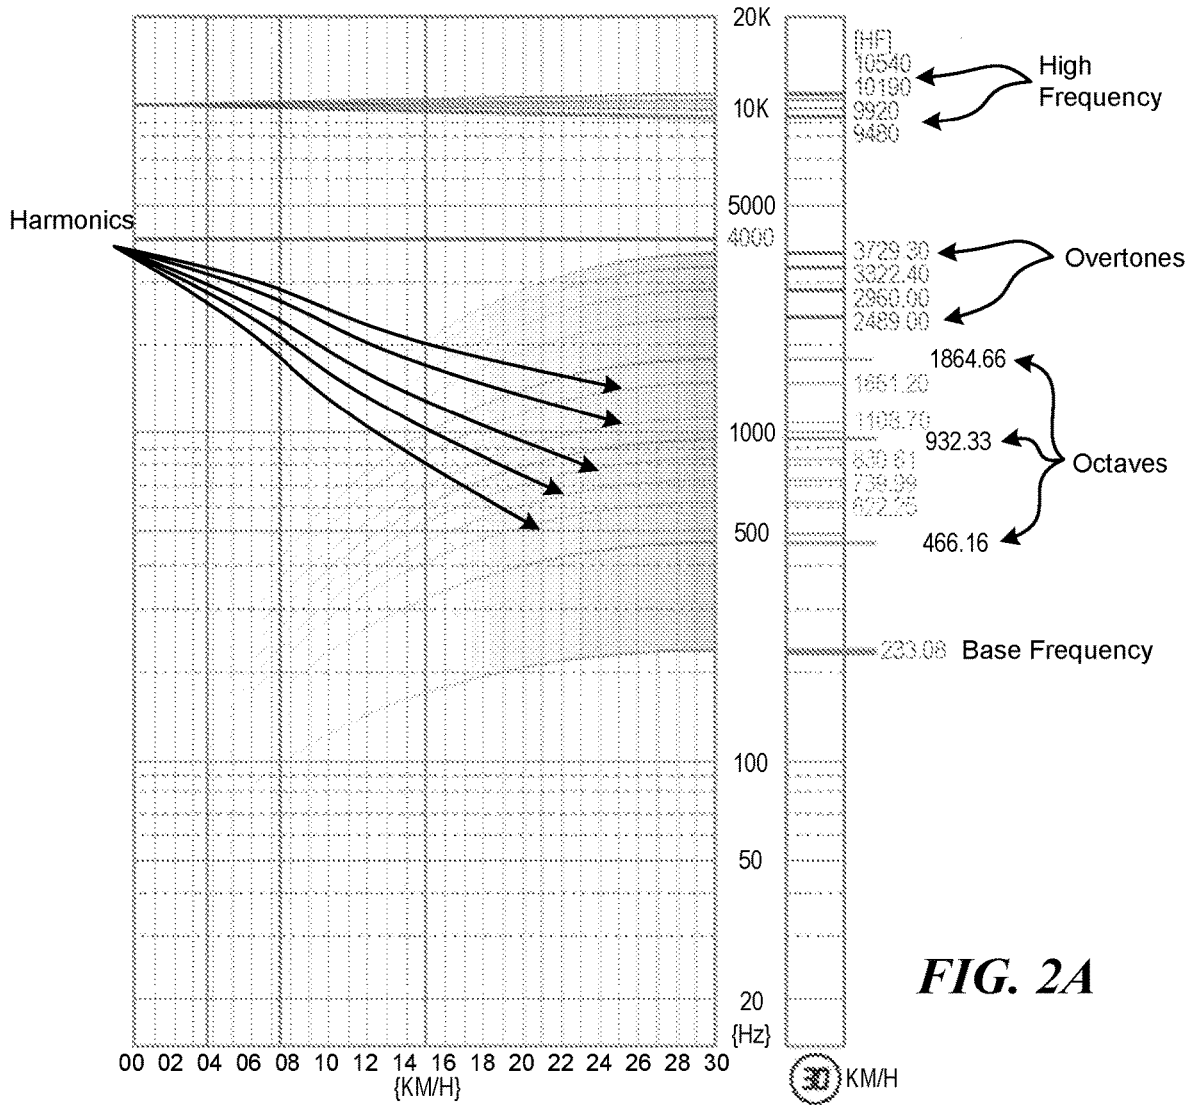 20K
[HF]
10540
10190
High
Frequency
10K
9920
9480
5000
Harmonics
4000
3729.30
Overtones
3322.40
2960.00
2489.00
1864.66
1661.20
1108.70
1000
932.33
Octaves
830.61
739.99
622.25
500
466.16
233.08 Base Frequency
100
50
FIG. 2A
20
{Hz}
00 02 04 06 08 10 12 14 16 18 20 22 24 26 28 30
{KM/H}
30 KM/H